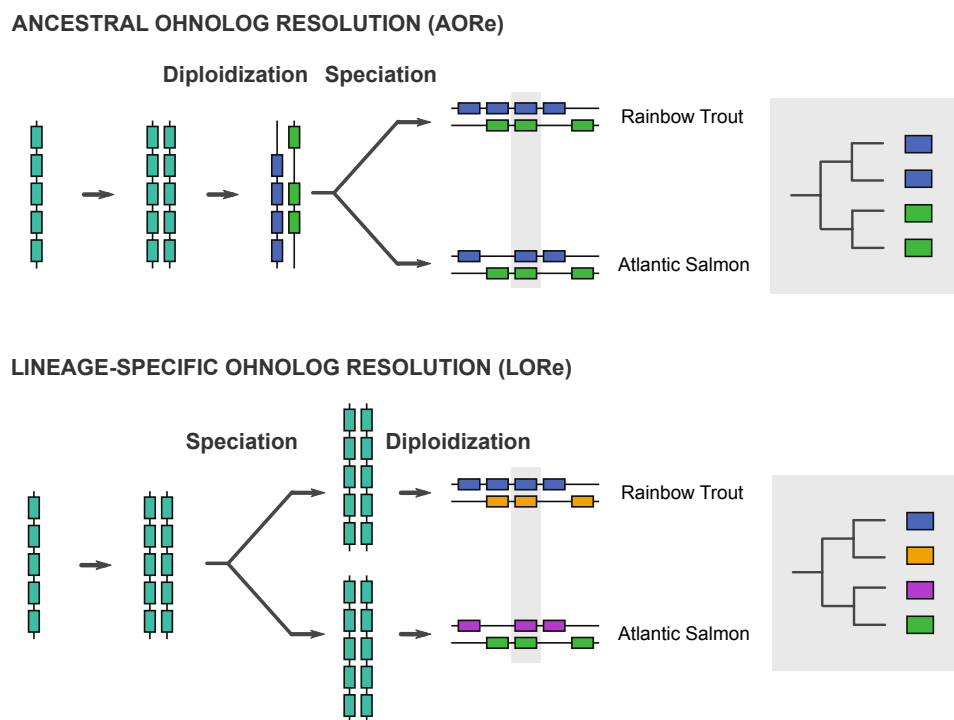 ANCESTRAL OHNOLOG RESOLUTION (AORe)
Diploidization Speciation
Rainbow Trout
Atlantic Salmon
LINEAGE-SPECIFIC OHNOLOG RESOLUTION (LORe)
Speciation Diploidization
Rainbow Trout
Atlantic Salmon